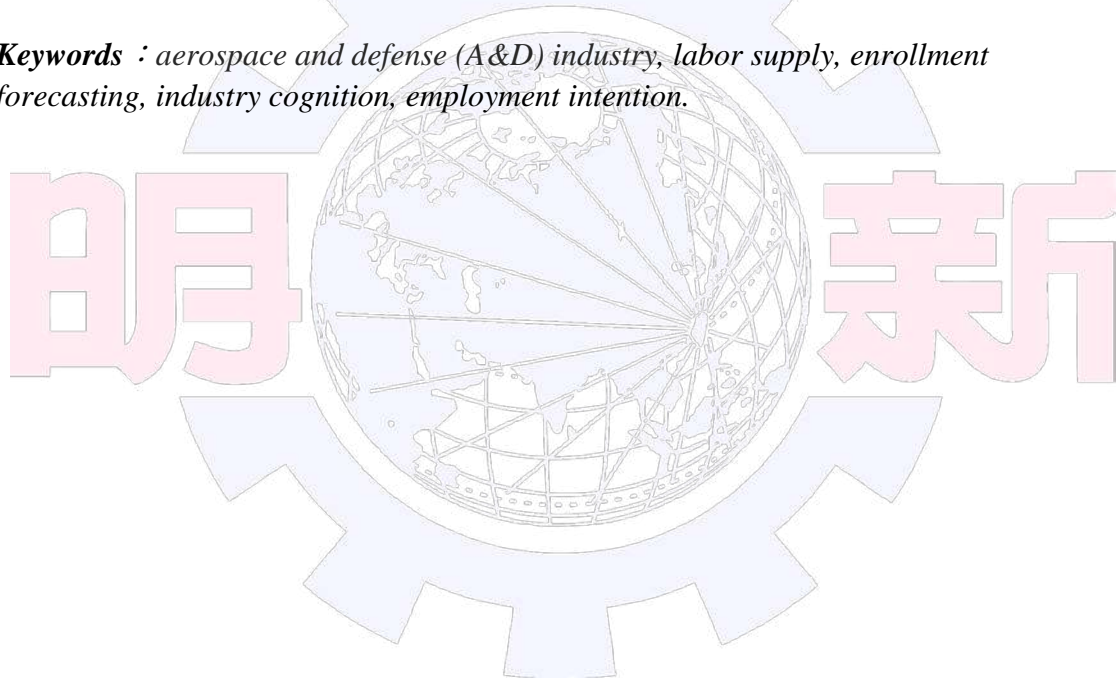 Keywords：aerospace and defense (A&D) industry, labor supply, enrollment
forecasting, industry cognition, employment intention.
明 新